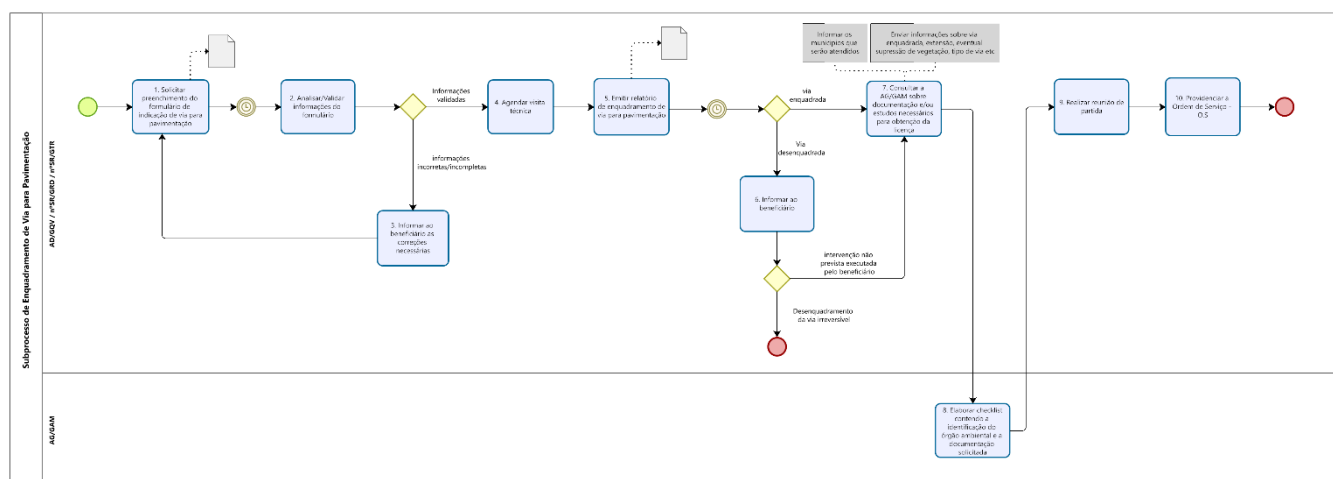 Subprocesso de Enquadramento de Via para Pavimentação
AD/GQV / nºSR/GRD / nºSR/GTR
1. Solicitar
preenchimento do
formulário de
indicação de via para
pavimentação
2. Analisar/Validar
informações do
formulário
Informações
validadas
informações
incorretas/incompletas
3. Informar ao
beneficiário as
correções
necessárias
4. Agendar visita
técnica
5. Emitir relatório
de enquadramento de
via para pavimentação
via
enquadrada
Via
desenquadrada
6. Informar ao
beneficiário
intervenção não
prevista executada
pelo beneficiário
Desenquadramento
da via irreversível
Informar os
municípios que
serão atendidos
Enviar informações sobre via
enquadrada, extensão, eventual
supressão de vegetação, tipo de via etc
7. Consultar a
AG/GAM sobre
documentação e/ou
estudos necessários
para obtenção da
licença
9. Realizar reunião de
partida
10. Providenciar a
Ordem de Serviço -
O.S
AG/GAM
8. Elaborar checklist
contendo a
identificação do
órgão ambiental e a
documentação
solicitada